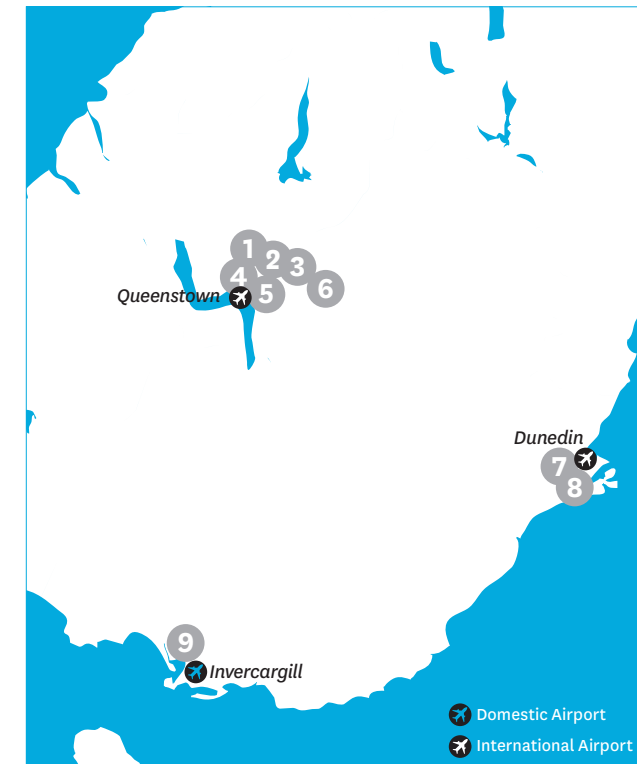 1
2
3
4
5
6
Queenstown
Dunedin
7
8
9
Invercargill
Domestic Airport
International Airport